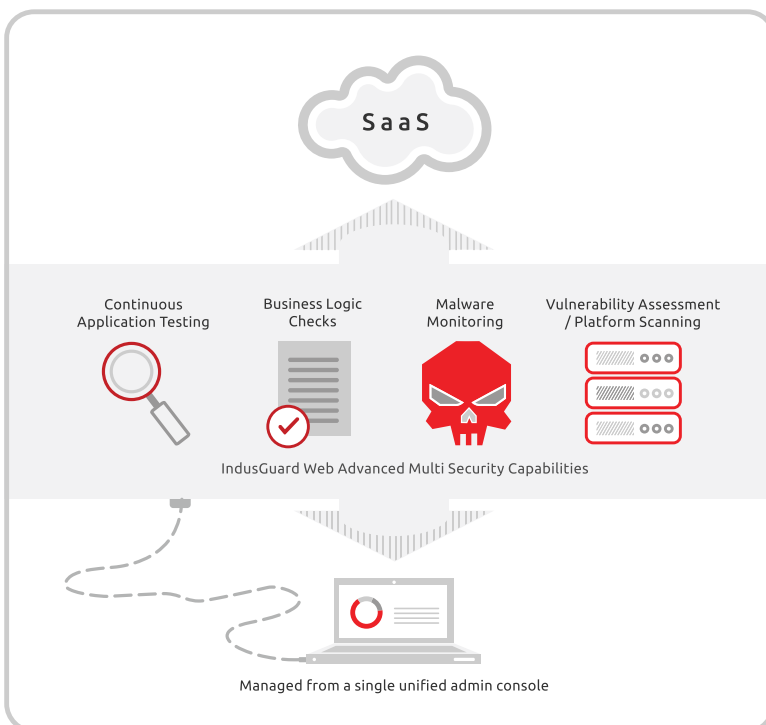 SaaS
Continuous
Application Testing
Business Logic
Checks
Malware
Monitoring
Vulnerability Assessment
/ Platform Scanning
IndusGuard Web Advanced Multi Security Capabilities
Managed from a single unified admin console